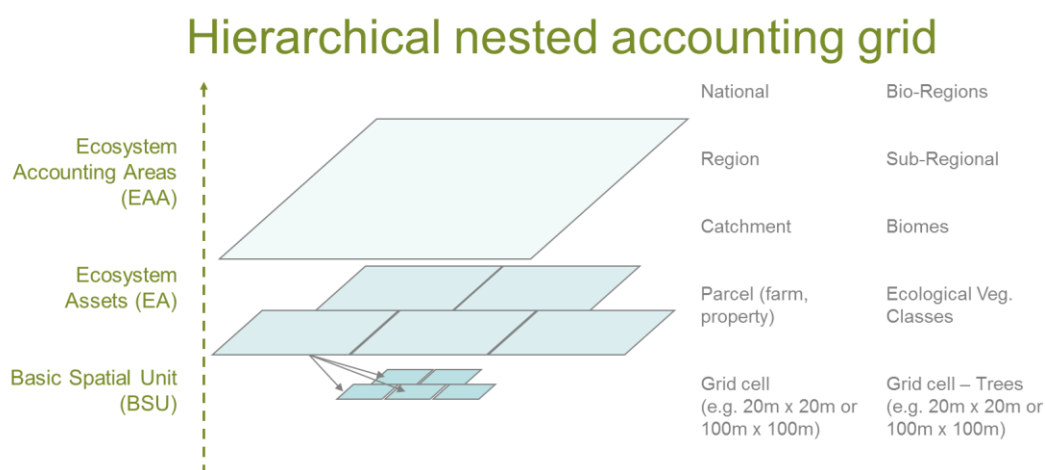 Hierarchical nested accounting grid
Ecosystem
Accounting Areas
(EAA)
Ecosystem
Assets (EA)
Basic Spatial Unit
(BSU)
National
Bio-Regions
Region
Sub-Regional
Catchment
Biomes
Parcel (farm,
property)
Ecological Veg.
Classes
Grid cell
(e.g. 20m x 20m or
100m x 100m)
Grid cell – Trees
(e.g. 20m x 20m or
100m x 100m)